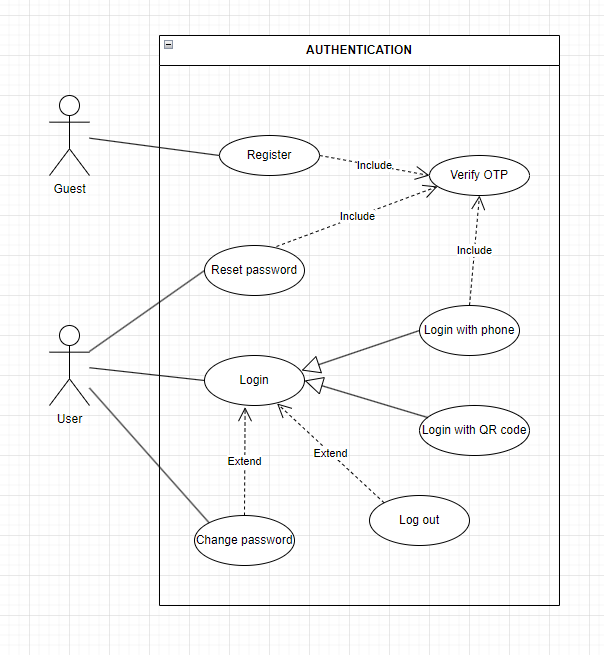 AUTHENTICATION
Guest
Register
Include
Verify OTP
Include
Reset password
Include
Login with phone
User
Login
Login with QR code
Extend
Extend
Change password
Log out